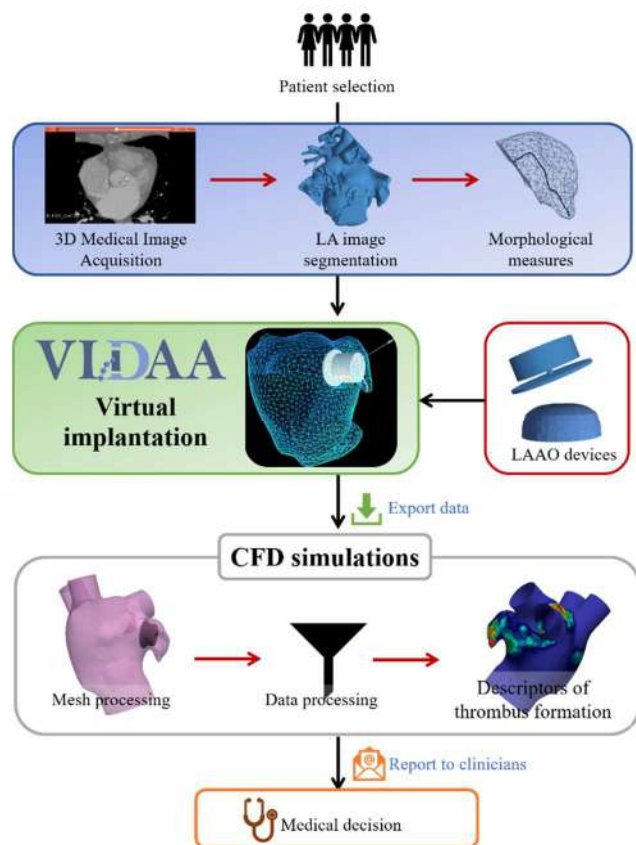 Patient selection
3D Medical Image
Acquisition
LA image
segmentation
Morphological
measures
VIDAA
Virtual
implantation
LAAO devices
Export data
CFD simulations
Mesh processing
Data processing
Descriptors of
thrombus formation
Report to clinicians
Medical decision